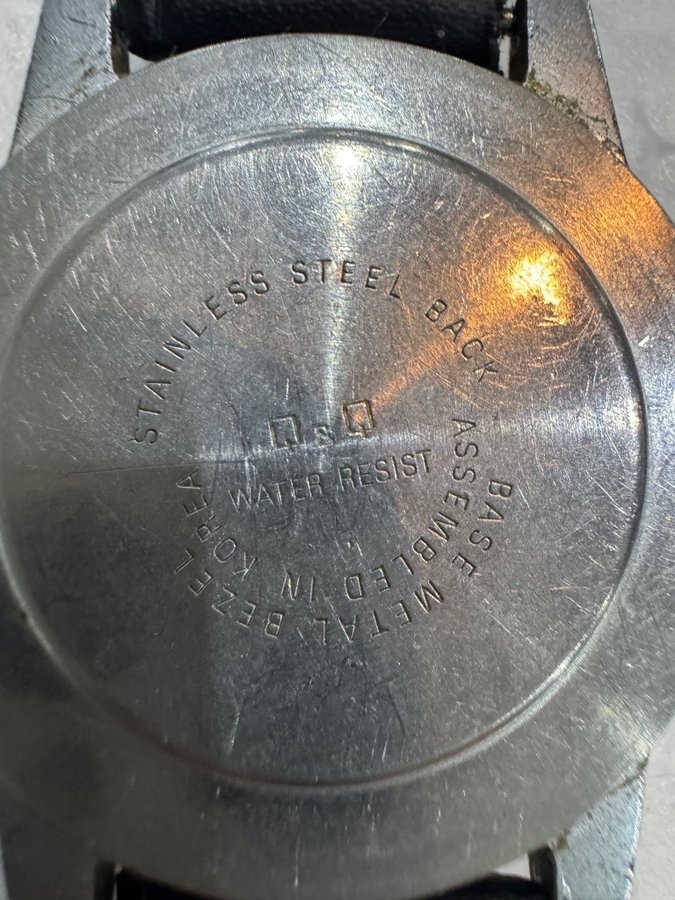 STAINLESS STEEL BACK
Q&Q
WATER RESIST
ASSEMBLED IN KOREA
BASE METAL BEZEL